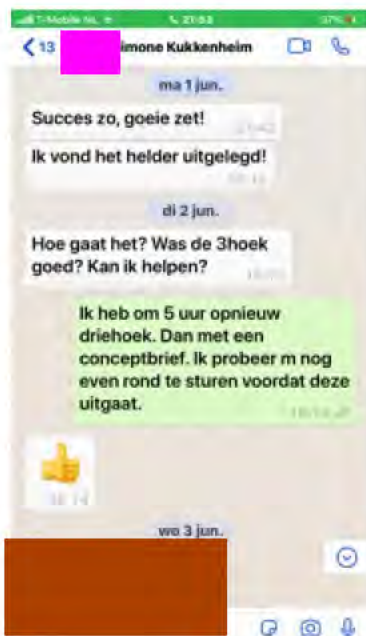 T-Mobile NL
21:53
37%
13
imone Kukkenheim
ma 1 jun.
Succes zo, goeie zet!
Ik vond het helder uitgelegd!
di 2 jun.
Hoe gaat het? Was de 3hoek
goed? Kan ik helpen?
Ik heb om 5 uur opnieuw
driehoek. Dan met een
conceptbrief. Ik probeer m nog
even rond te sturen voordat deze
uitgaat.
wo 3 jun.